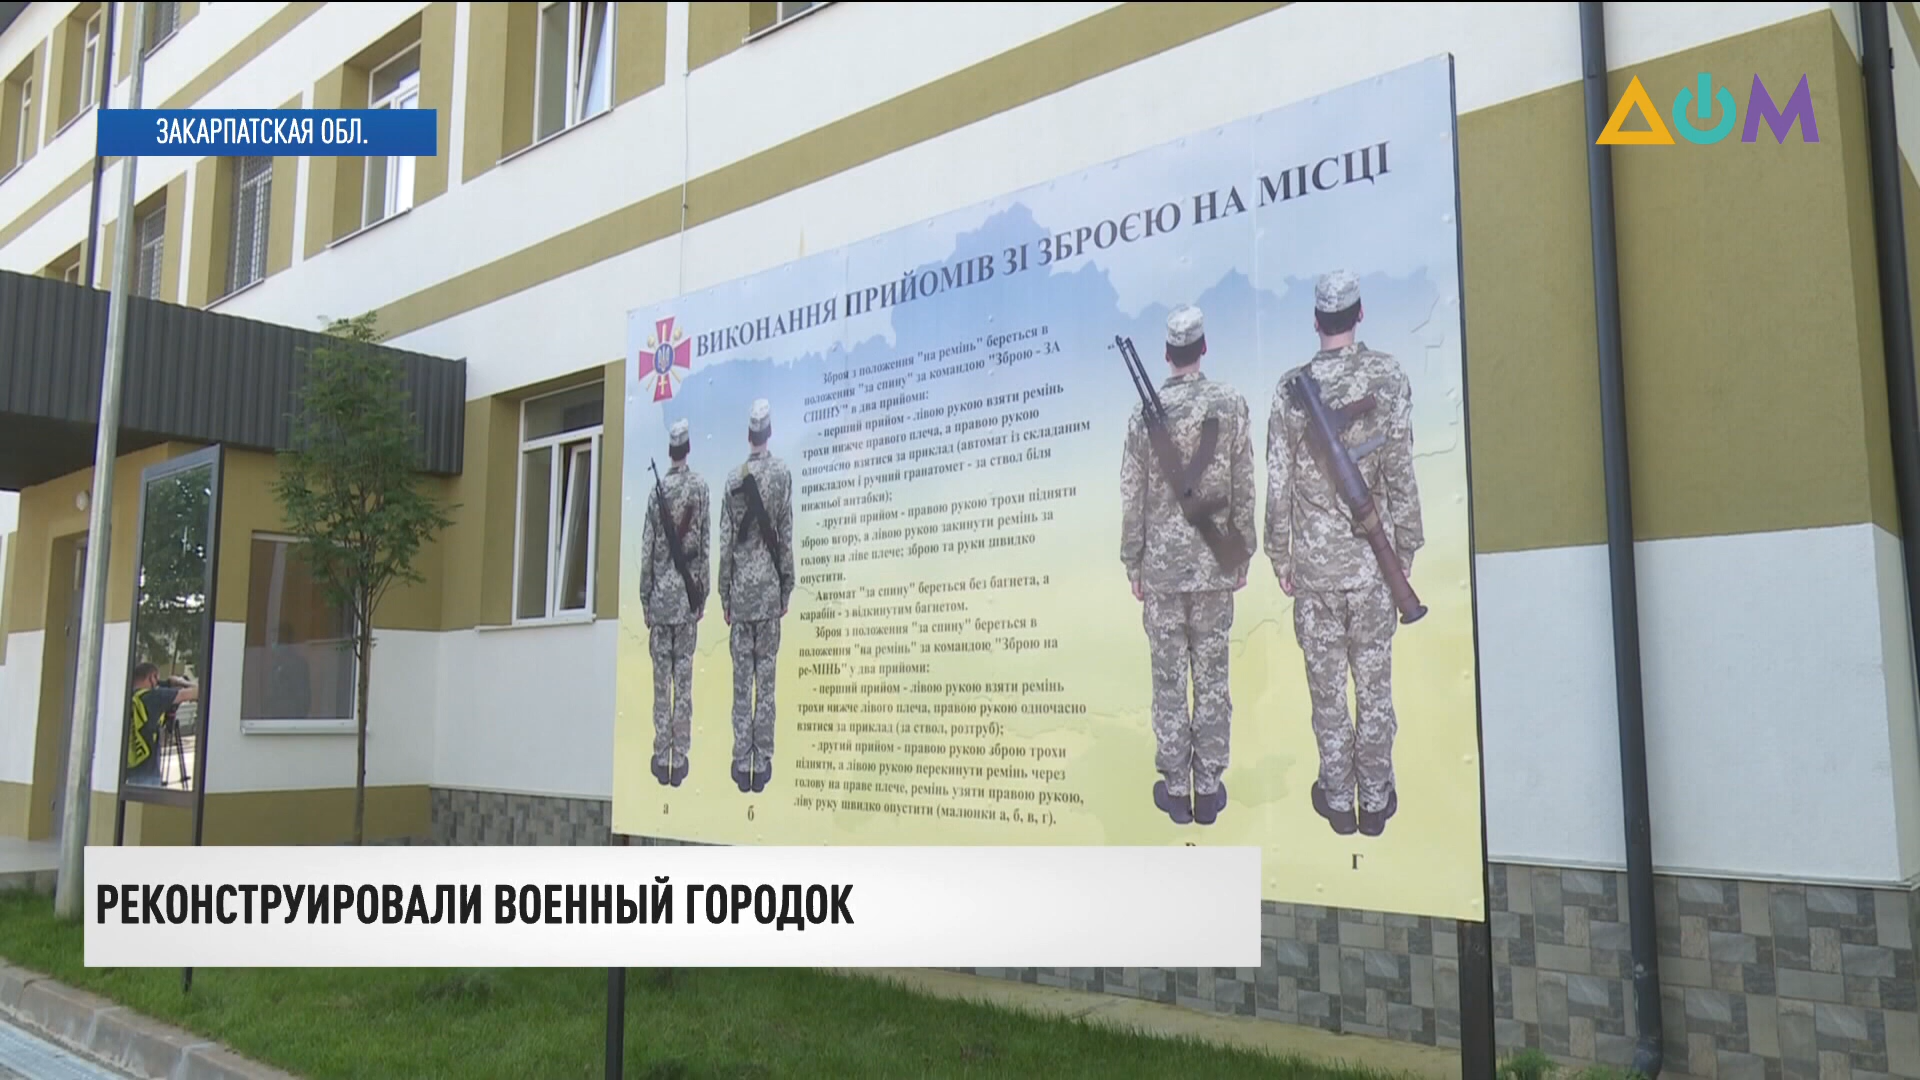 ЗАКАРПАТСКАЯ ОБЛ.
ДОМ
ВИКОНАННЯ ПРИЙОМІВ ЗІ ЗБРОЄЮ НА МІСЦІ
Зброя з положення "на ремінь" береться в
положення "за спину" за командою "Зброю - ЗА
СПИНУ" в два прийоми:
- перший прийом - лівою рукою взяти ремінь
трохи нижче правого плеча, а правою рукою
одночасно взятися за приклад (автомат із складаним
прикладом і ручний гранатомет - за ствол біля
нижньої антабки);
- другий прийом - правою рукою трохи підняти
зброю вгору, а лівою рукою закинути ремінь за
голову на ліве плече; зброю та руки швидко
опустити.
Автомат "за спину" береться без багнета, а
карабін - з відкинутим багнетом.
Зброя з положення "за спину" береться в
положення "на ремінь" за командою "Зброю на
ре-МІНЬ" у два прийоми:
- перший прийом - лівою рукою взяти ремінь
трохи нижче лівого плеча, правою рукою одночасно
взятися за приклад (за ствол, розтруб);
- другий прийом - правою рукою зброю трохи
підняти, а лівою рукою перекинути ремінь через
голову на праве плече, ремінь узяти правою рукою,
ліву руку швидко опустити (малюнки а, б, в, г).
а
б
г
РЕКОНСТРУИРОВАЛИ ВОЕННЫЙ ГОРОДОК